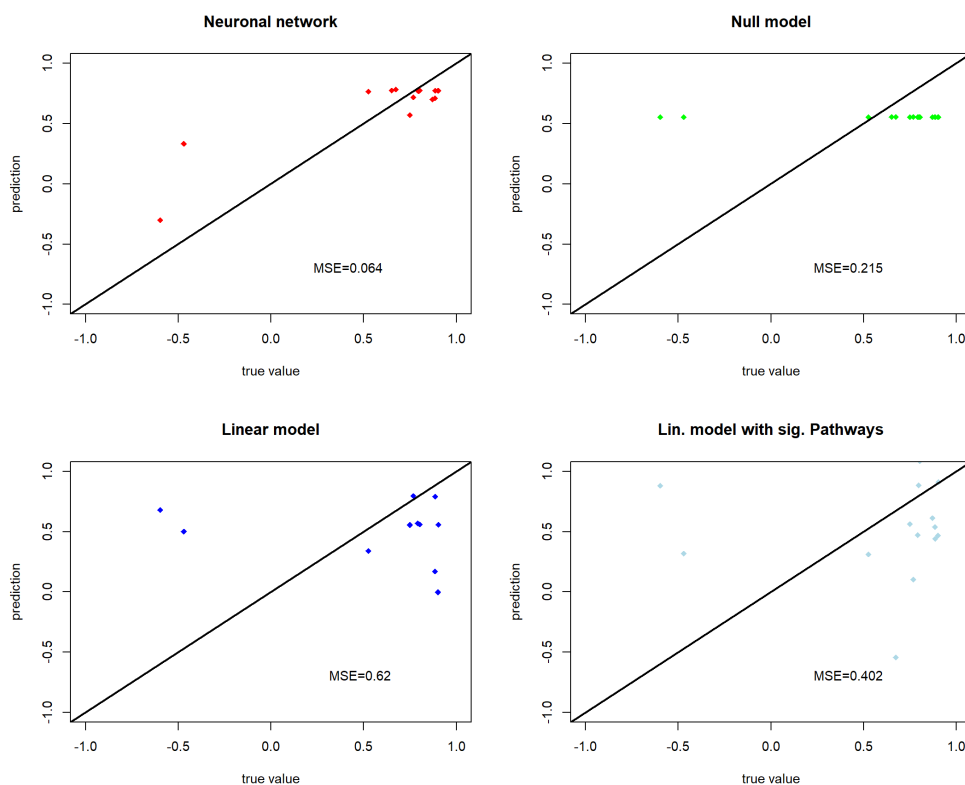 Neuronal network
1.0
0.5
0.0
-0.5
-1.0
prediction
MSE=0.064
-1.0 -0.5 0.0 0.5 1.0
true value
Null model
1.0
0.5
0.0
-0.5
-1.0
prediction
MSE=0.215
-1.0 -0.5 0.0 0.5 1.0
true value
Linear model
1.0
0.5
0.0
-0.5
-1.0
prediction
MSE=0.62
-1.0 -0.5 0.0 0.5 1.0
true value
Lin. model with sig. Pathways
1.0
0.5
0.0
-0.5
-1.0
prediction
MSE=0.402
-1.0 -0.5 0.0 0.5 1.0
true value